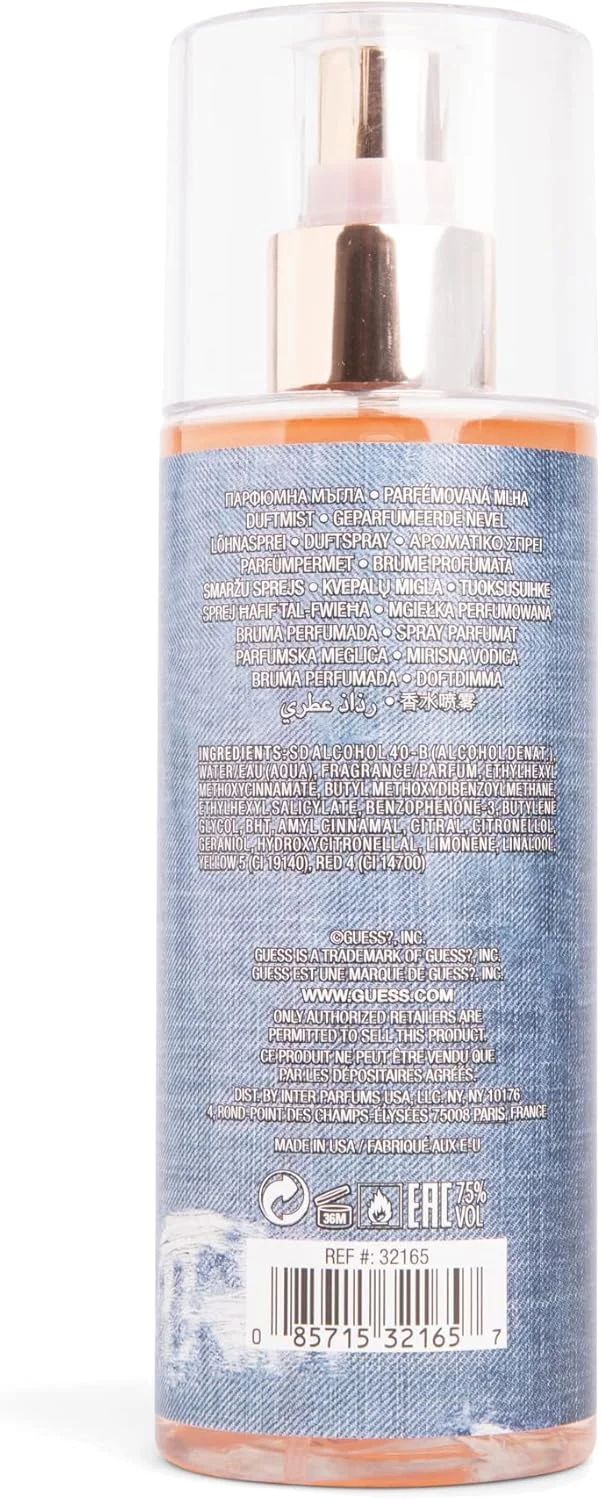 ПАРФЮМНА МЪГЛА • PARFÉMOVANÁ MLHA
DUFTMIST • GEPARFUMEERDE NEVEL
LÕHNASPREI • DUFTSPRAY • ΑΡΩΜΑΤΙΚΟ ΣΠΡΕΪ
PARFÜMPERMET • BRUME PROFUMATA
SMARŽU SPREJS • KVEPALŲ MIGLA • TUOKSUSUIHKE
SPREJ ĦAFIF TAL-FWIEĦA • MGIEŁKA PERFUMOWANA
BRUMA PERFUMADA • SPRAY PARFUMAT
PARFUMSKA MEGLICA • MIRISNA VODICA
BRUMA PERFUMADA • DOFTDIMMA
رذاذ عطري • 香水喷雾
INGREDIENTS: SD ALCOHOL 40-B (ALCOHOL DENAT.),
WATER/EAU (AQUA), FRAGRANCE/PARFUM, ETHYLHEXYL
METHOXYCINNAMATE, BUTYL METHOXYDIBENZOYLMETHANE
ETHYLHEXYL SALICYLATE, BENZOPHENONE-3, BUTYLENE
GLYCOL, BHT, AMYL CINNAMAL, CITRAL, CITRONELLOL,
GERANIOL, HYDROXYCITRONELLAL, LIMONENE, LINALOOL,
YELLOW 5 (CI 19140), RED 4 (CI 14700)
©GUESS?, INC.
GUESS IS A TRADEMARK OF GUESS?, INC.
GUESS EST UNE MARQUE DE GUESS?, INC.
WWW.GUESS.COM
ONLY AUTHORIZED RETAILERS ARE
PERMITTED TO SELL THIS PRODUCT.
CE PRODUIT NE PEUT ÊTRE VENDU QUE
PAR LES DÉPOSITAIRES AGRÉÉS.
DIST. BY INTER PARFUMS USA, LLC. NY, NY 10176
4, ROND-POINT DES CHAMPS-ELYSÉES 75008 PARIS, FRANCE
MADE IN USA / FABRIQUÉ AUX E-U
36M EAC 75% VOL
REF #: 32165
0 85715 32165 7